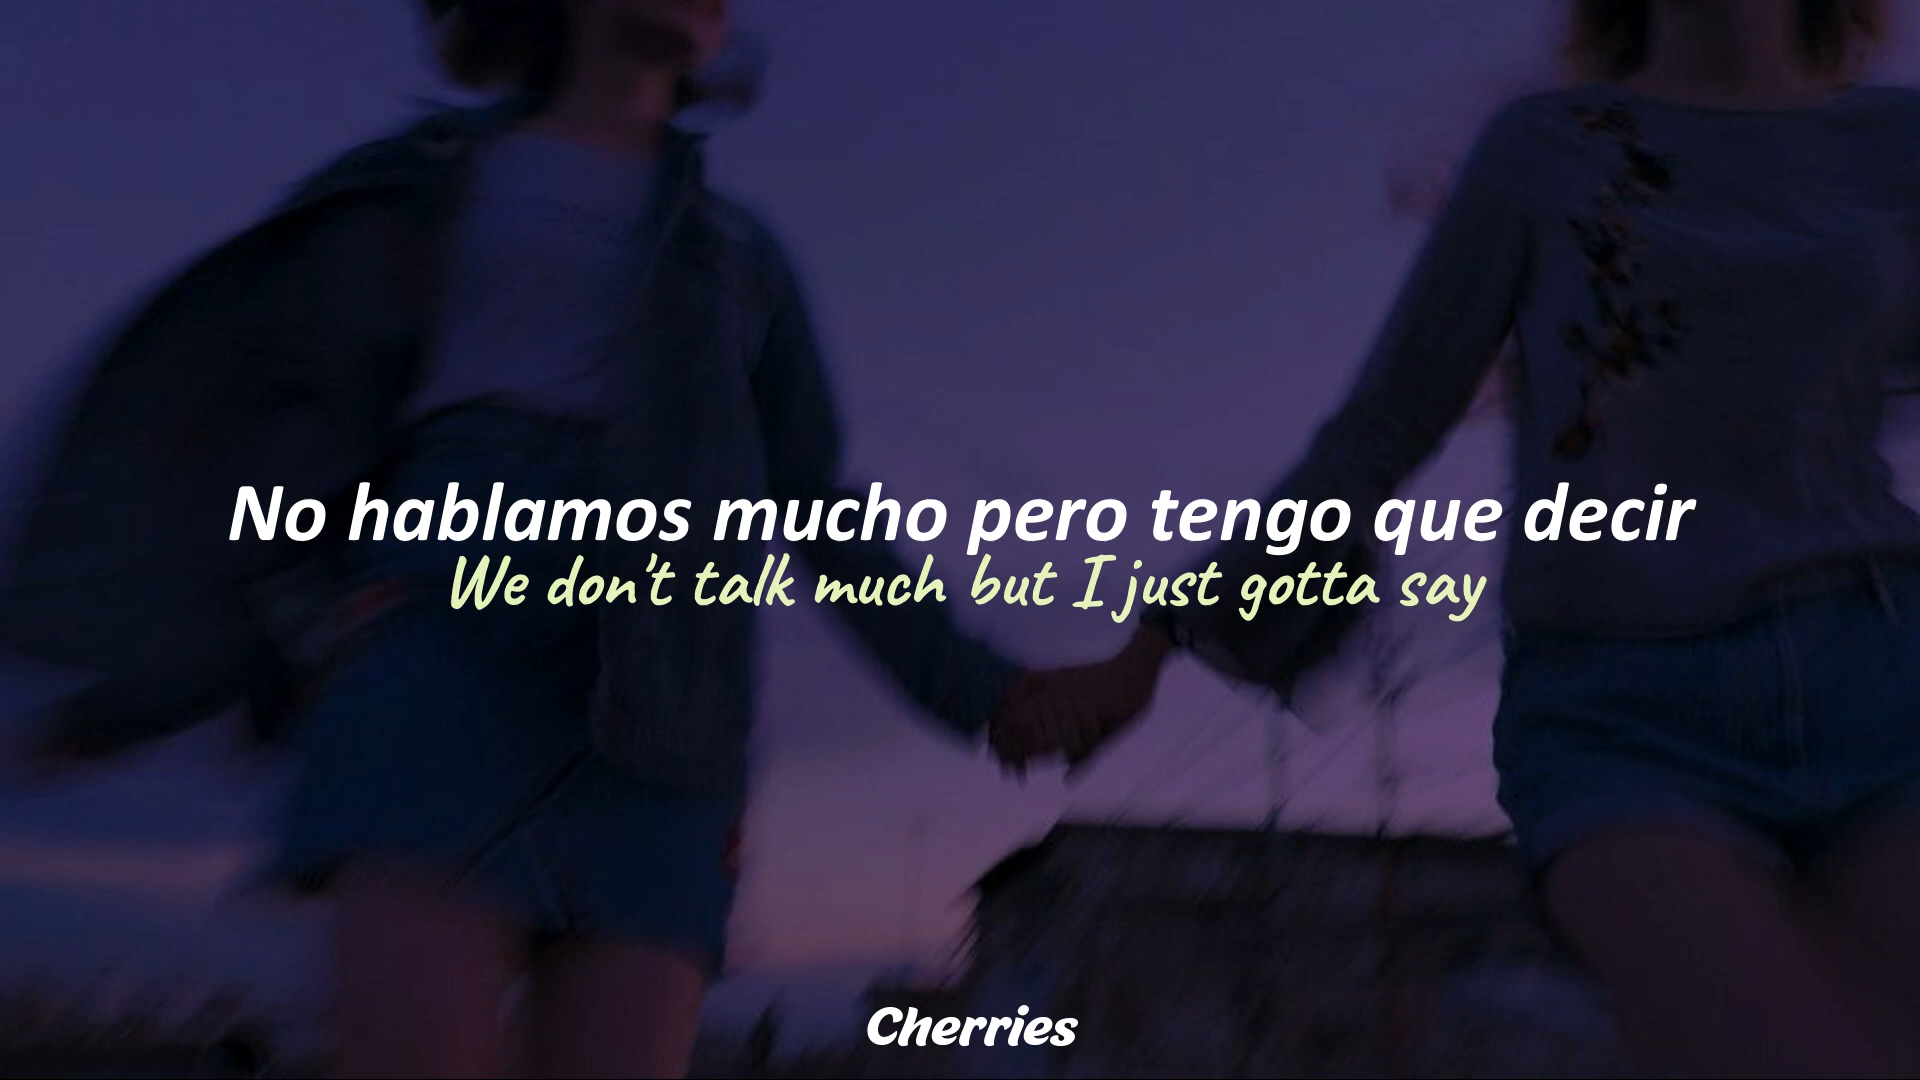 No hablamos mucho pero tengo que decir
We don't talk much but I just gotta say
Cherries